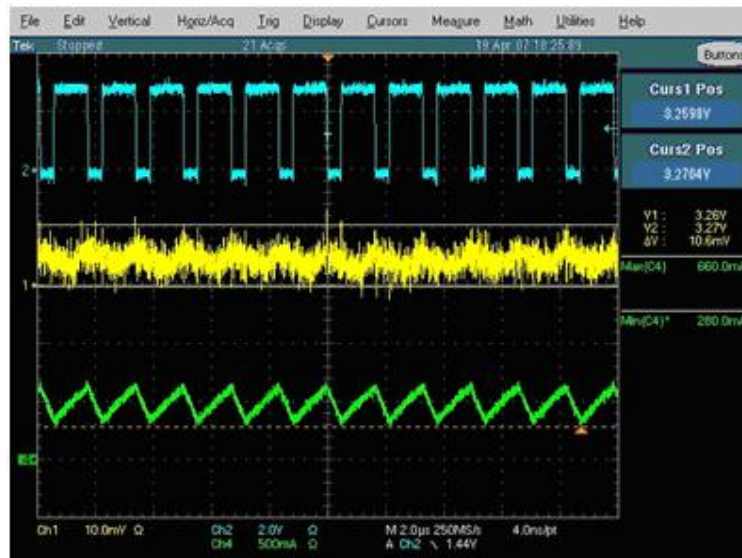 File Edit Vertical Horiz/Acq Trig Display Cursors Measure Math Utilities Help
Tek Stopped 21 Acqs 19 Apr 07 18:25:89
Buttons
Curs1 Pos
3.2598V
Curs2 Pos
3.2704V
V1 : 3.26V
V2 : 3.27V
ΔV : 10.6mV
Max(C4) 660.0m
Min(C4)* 280.0m
2
1
Ch1 10.0mV Ω Ch2 2.0V Ω M 2.0µs 250MS/s 4.0ns/pt
Ch4 500mA Ω A Ch2 ∖ 1.44V